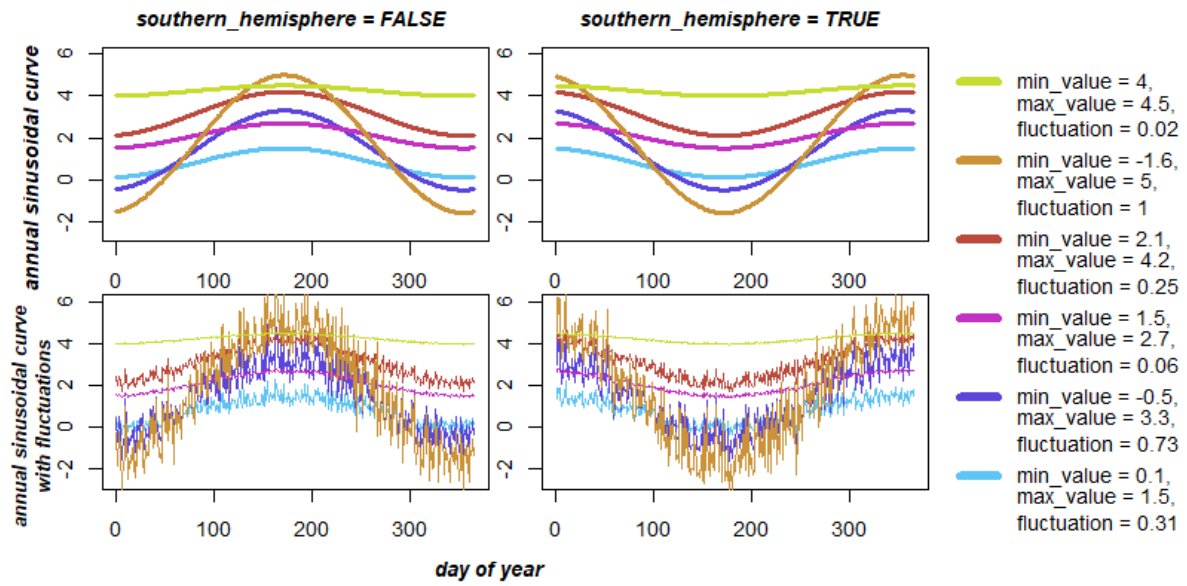 southern_hemisphere = FALSE
southern_hemisphere = TRUE
annual sinusoidal curve
6
4
2
0
-2
0
100
200
300
6
4
2
0
-2
0
100
200
300
annual sinusoidal curve
with fluctuations
6
4
2
0
-2
0
100
200
300
6
4
2
0
-2
0
100
200
300
day of year
min_value = 4,
max_value = 4.5,
fluctuation = 0.02
min_value = -1.6,
max_value = 5,
fluctuation = 1
min_value = 2.1,
max_value = 4.2,
fluctuation = 0.25
min_value = 1.5,
max_value = 2.7,
fluctuation = 0.06
min_value = -0.5,
max_value = 3.3,
fluctuation = 0.73
min_value = 0.1,
max_value = 1.5,
fluctuation = 0.31